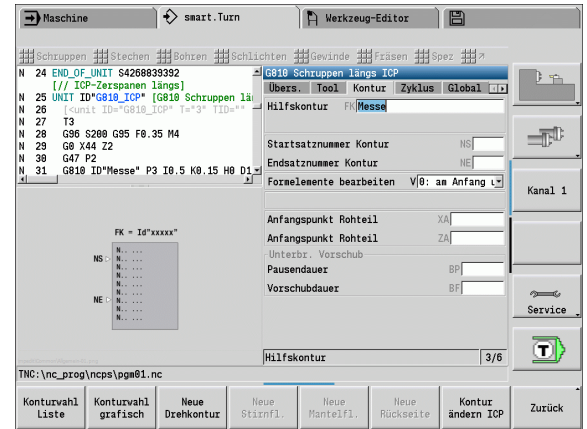 Maschine
smart.Turn
Werkzeug-Editor
Schruppen Stechen Bohren Schlichten Gewinde Fräsen Spez
N 24 END_OF_UNIT S4268839392
[// ICP-Zerspanen längs]
N 25 UNIT ID"G810_ICP" [G810 Schruppen lä
N 26 [<unit ID="G810_ICP" T="3" TID=""
N 27 T3
N 28 G96 S200 G95 F0.35 M4
N 29 G0 X44 Z2
N 30 G47 P2
N 31 G810 ID"Messe" P3 I0.5 K0.15 H0 D1
G810 Schruppen längs ICP
Übers. Tool Kontur Zyklus Global
Hilfskontur FK Messe
Startsatznummer Kontur NS
Endsatznummer Kontur NE
Formelemente bearbeiten V 0: am Anfang u
Anfangspunkt Rohteil XA
Anfangspunkt Rohteil ZA
Unterbr. Vorschub
Pausendauer BP
Vorschubdauer BF
Hilfskontur 3/6
FK = Id"xxxxx"
NS
NE
N.. ...
N.. ...
N.. ...
N.. ...
N.. ...
N.. ...
N.. ...
N.. ...
TNC:\nc_prog\ncps\pgm01.nc
Kanal 1
Service
T
Konturwahl Liste
Konturwahl grafisch
Neue Drehkontur
Neue Stirnfl.
Neue Mantelfl.
Neue Rückseite
Kontur ändern ICP
Zurück